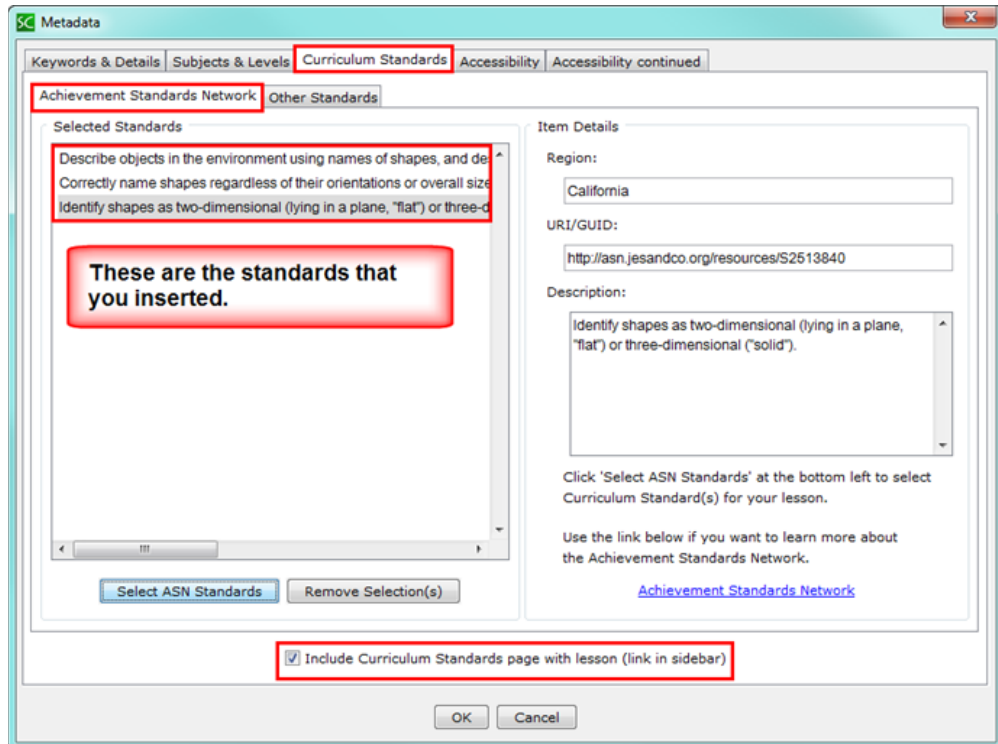 SC Metadata
x
Keywords & Details Subjects & Levels Curriculum Standards Accessibility Accessibility continued
Achievement Standards Network Other Standards
Selected Standards
Describe objects in the environment using names of shapes, and de
Correctly name shapes regardless of their orientations or overall size
Identify shapes as two-dimensional (lying in a plane, "flat") or three-d
These are the standards that
you inserted.
Select ASN Standards Remove Selection(s)
Item Details
Region:
California
URI/GUID:
http://asn.jesandco.org/resources/S2513840
Description:
Identify shapes as two-dimensional (lying in a plane,
"flat") or three-dimensional ("solid").
Click 'Select ASN Standards' at the bottom left to select
Curriculum Standard(s) for your lesson.
Use the link below if you want to learn more about
the Achievement Standards Network.
Achievement Standards Network
Include Curriculum Standards page with lesson (link in sidebar)
OK Cancel